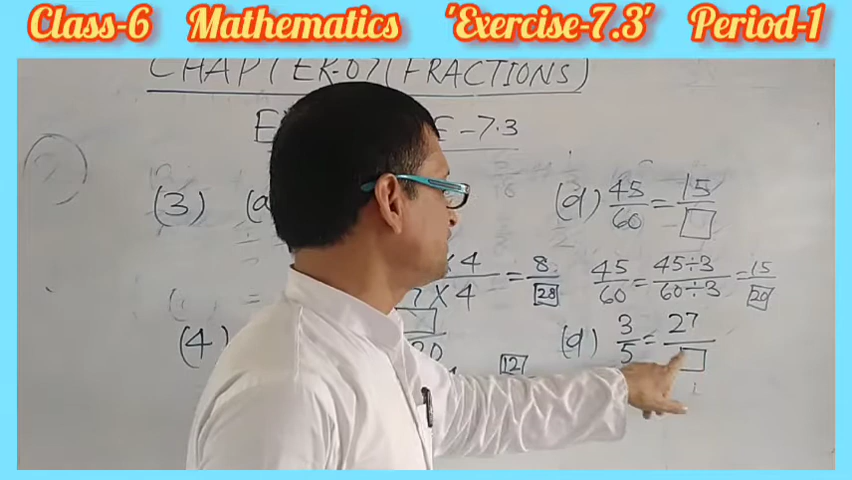 Class-6 Mathematics 'Exercise-7.3' Period-1
CHAPTER-07 (FRACTIONS)
E - 7.3
(3) (a
(d) 45/60 = 15/□
× 4 / 7 × 4 = 8/28
45/60 = 45÷3/60÷3 = 15/20
(4)
12
(d) 3/5 = 27/□